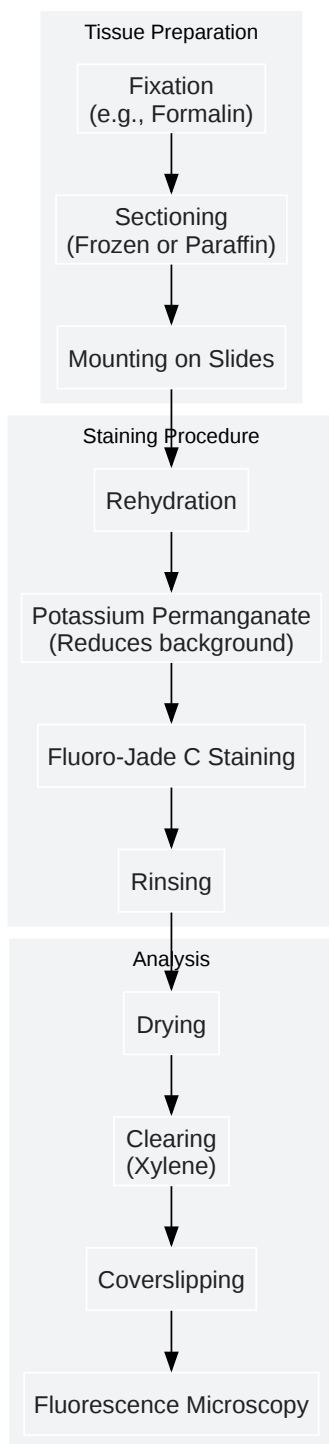 Tissue Preparation
Fixation
(e.g., Formalin)
Sectioning
(Frozen or Paraffin)
Mounting on Slides
Staining Procedure
Rehydration
Potassium Permanganate
(Reduces background)
Fluoro-Jade C Staining
Rinsing
Analysis
Drying
Clearing
(Xylene)
Coverslipping
Fluorescence Microscopy